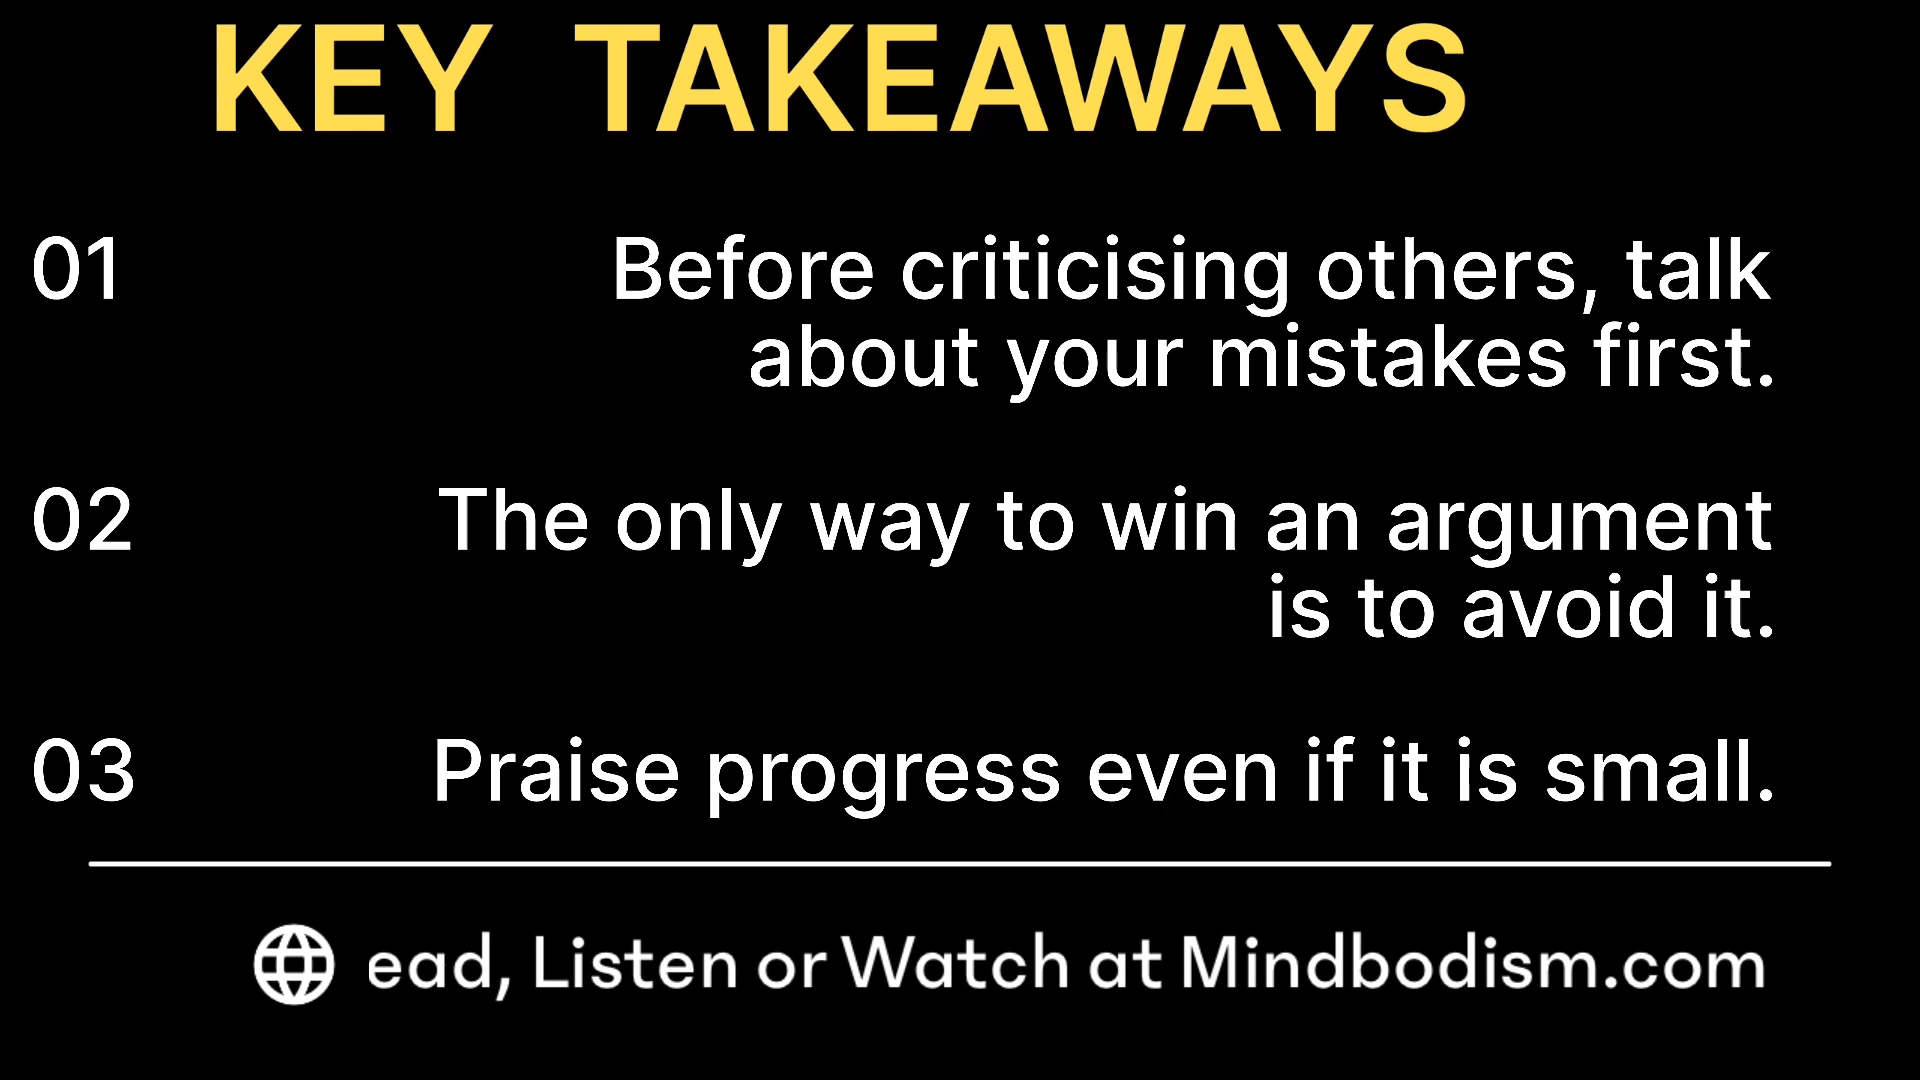 KEY TAKEAWAYS
01 Before criticising others, talk
about your mistakes first.
02 The only way to win an argument
is to avoid it.
03 Praise progress even if it is small.
ead, Listen or Watch at Mindbodism.com